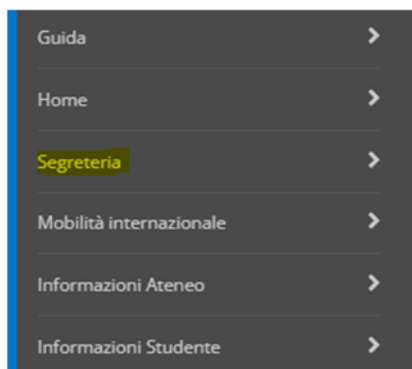 Guida
Home
Segreteria
Mobilità internazionale
Informazioni Ateneo
Informazioni Studente